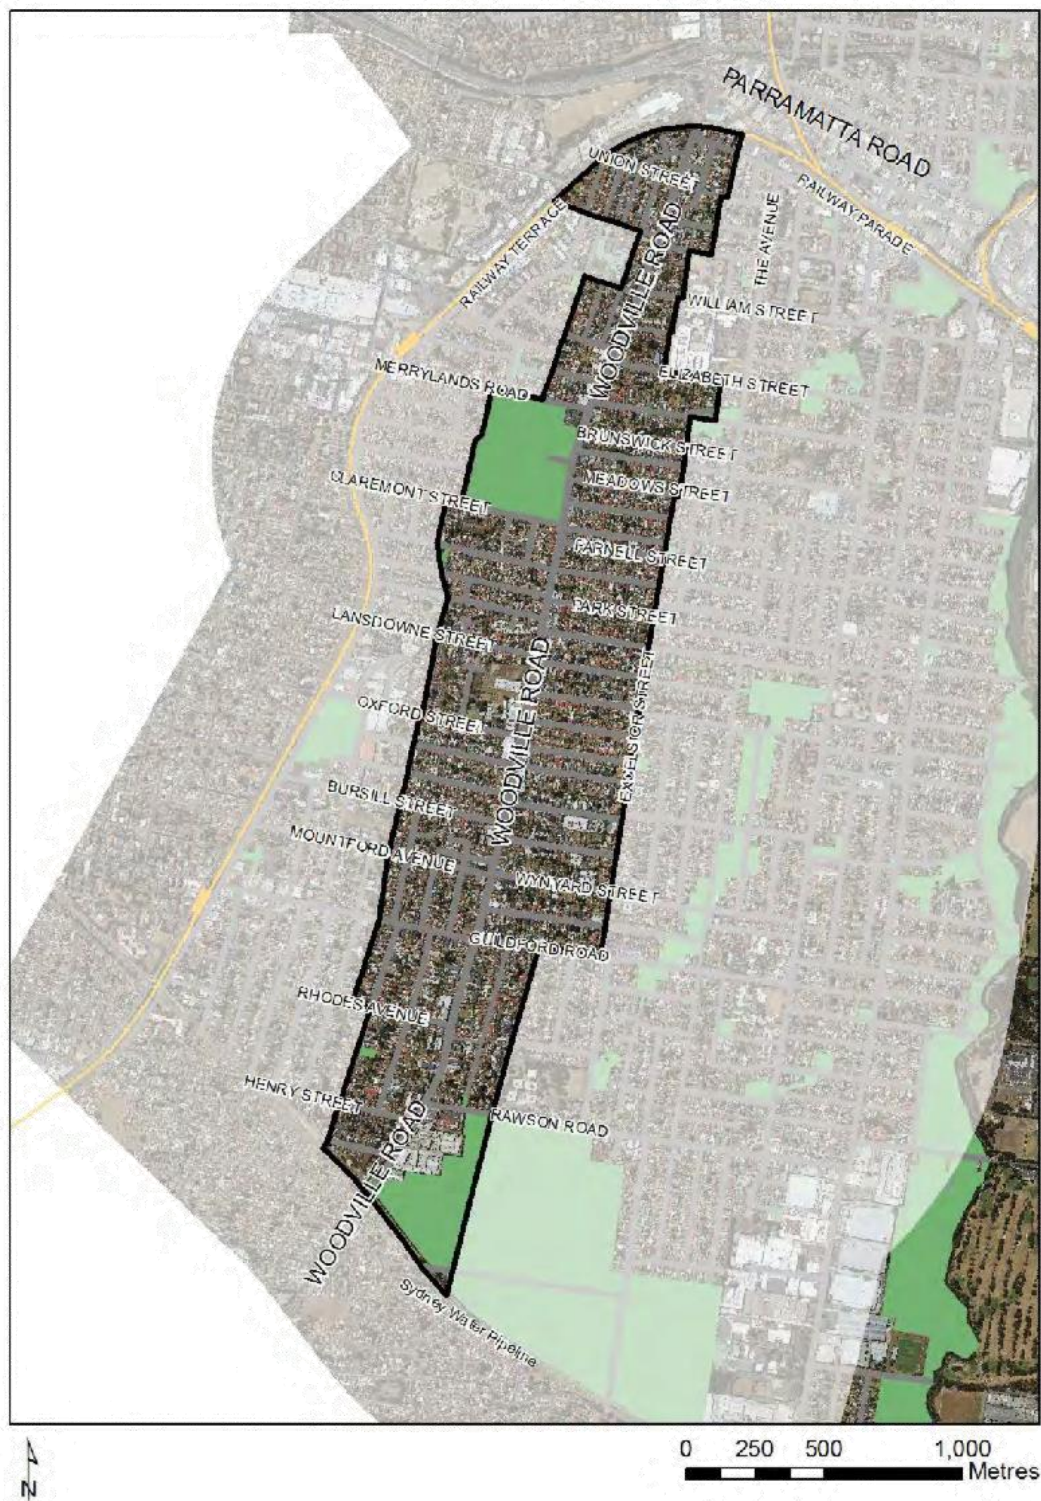 PARRAMATTA ROAD
UNION STREET
RAILWAY PARADE
THE AVENUE
RAILWAY TERRACE
WOODVILLE ROAD
WILLIAM STREET
MERRYLANDS ROAD
ELIZABETH STREET
BRUNSWICK STREET
CLAREMONT STREET
MEADOWS STREET
FARNELL STREET
PARK STREET
LANSDOWNE STREET
WOODVILLE ROAD
EXCELSIOR STREET
OXFORD STREET
BURSILL STREET
MOUNTFORD AVENUE
WYNYARD STREET
GUILDFORD ROAD
RHODES AVENUE
HENRY STREET
RAWSON ROAD
WOODVILLE ROAD
Sydney Water Pipeline
N
0 250 500 1,000
Metres